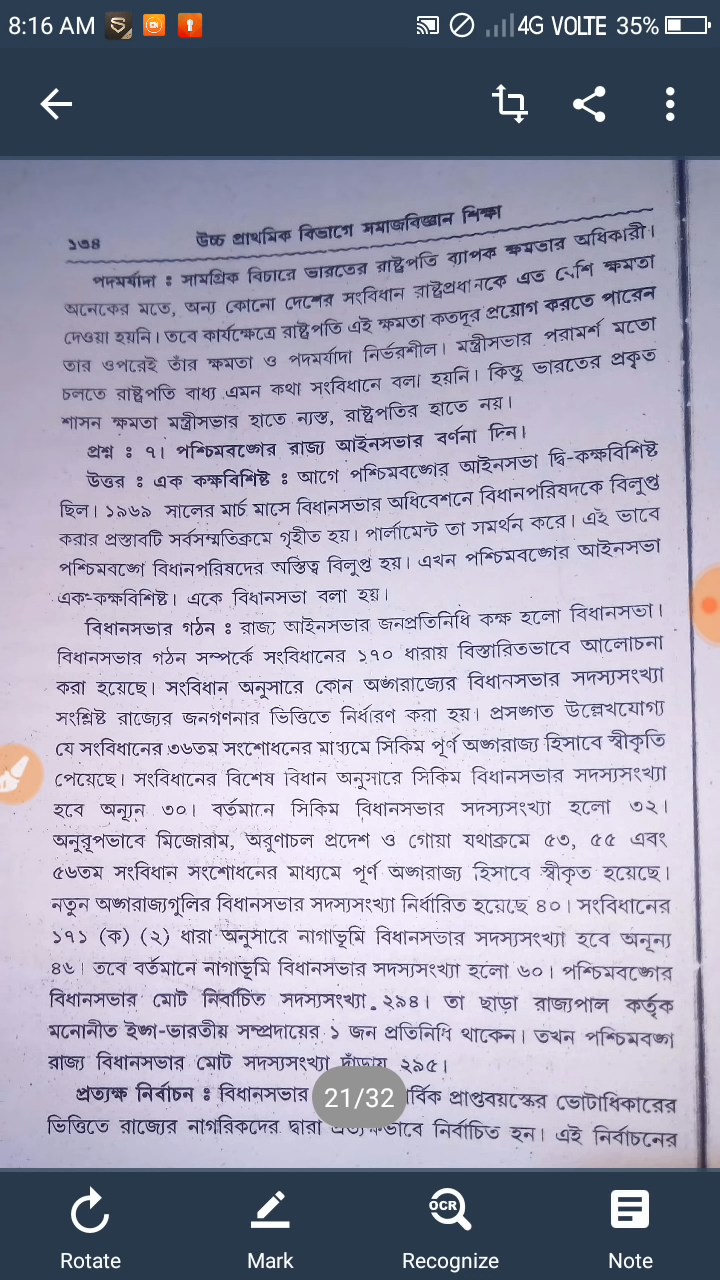 8:16 AM 4G VOLTE 35%
১৩৪ উচ্চ প্রাথমিক বিভাগে সমাজবিজ্ঞান শিক্ষা
পদমর্যাদা : সামগ্রিক বিচারে ভারতের রাষ্ট্রপতি ব্যাপক ক্ষমতার অধিকারী।
অনেকের মতে, অন্য কোনো দেশের সংবিধান রাষ্ট্রপ্রধানকে এত বেশি ক্ষমতা
দেওয়া হয়নি। তবে কার্যক্ষেত্রে রাষ্ট্রপতি এই ক্ষমতা কতদূর প্রয়োগ করতে পারেন
তার ওপরেই তাঁর ক্ষমতা ও পদমর্যাদা নির্ভরশীল। মন্ত্রীসভার পরামর্শ মতো
চলতে রাষ্ট্রপতি বাধ্য এমন কথা সংবিধানে বলা হয়নি। কিন্তু ভারতের প্রকৃত
শাসন ক্ষমতা মন্ত্রীসভার হাতে ন্যস্ত, রাষ্ট্রপতির হাতে নয়।
প্রশ্ন : ৭। পশ্চিমবঙ্গের রাজ্য আইনসভার বর্ণনা দিন।
উত্তর : এক কক্ষবিশিষ্ট : আগে পশ্চিমবঙ্গের আইনসভা দ্বি-কক্ষবিশিষ্ট
ছিল। ১৯৬৯ সালের মার্চ মাসে বিধানসভার অধিবেশনে বিধানপরিষদকে বিলুপ্ত
করার প্রস্তাবটি সর্বসম্মতিক্রমে গৃহীত হয়। পার্লামেন্ট তা সমর্থন করে। এই ভাবে
পশ্চিমবঙ্গে বিধানপরিষদের অস্তিত্ব বিলুপ্ত হয়। এখন পশ্চিমবঙ্গের আইনসভা
এক-কক্ষবিশিষ্ট। একে বিধানসভা বলা হয়।
বিধানসভার গঠন : রাজ্য আইনসভার জনপ্রতিনিধি কক্ষ হলো বিধানসভা।
বিধানসভার গঠন সম্পর্কে সংবিধানের ১৭০ ধারায় বিস্তারিতভাবে আলোচনা
করা হয়েছে। সংবিধান অনুসারে কোন অঙ্গরাজ্যের বিধানসভার সদস্যসংখ্যা
সংশ্লিষ্ট রাজ্যের জনগণনার ভিত্তিতে নির্ধারণ করা হয়। প্রসঙ্গত উল্লেখযোগ্য
যে সংবিধানের ৩৬তম সংশোধনের মাধ্যমে সিকিম পূর্ণ অঙ্গরাজ্য হিসাবে স্বীকৃতি
পেয়েছে। সংবিধানের বিশেষ বিধান অনুসারে সিকিম বিধানসভার সদস্যসংখ্যা
হবে অন্যূন ৩০। বর্তমানে সিকিম বিধানসভার সদস্যসংখ্যা হলো ৩২।
অনুরূপভাবে মিজোরাম, অরুণাচল প্রদেশ ও গোয়া যথাক্রমে ৫৩, ৫৫ এবং
৫৬তম সংবিধান সংশোধনের মাধ্যমে পূর্ণ অঙ্গরাজ্য হিসাবে স্বীকৃত হয়েছে।
নতুন অঙ্গরাজ্যগুলির বিধানসভার সদস্যসংখ্যা নির্ধারিত হয়েছে ৪০। সংবিধানের
১৭১ (ক) (২) ধারা অনুসারে নাগাভূমি বিধানসভার সদস্যসংখ্যা হবে অনূন্য
৪৬। তবে বর্তমানে নাগাভূমি বিধানসভার সদস্যসংখ্যা হলো ৬০। পশ্চিমবঙ্গের
বিধানসভার মোট নির্বাচিত সদস্যসংখ্যা ২৯৪। তা ছাড়া রাজ্যপাল কর্তৃক
মনোনীত ইঙ্গ-ভারতীয় সম্প্রদায়ের ১ জন প্রতিনিধি থাকেন। তখন পশ্চিমবঙ্গ
রাজ্য বিধানসভার মোট সদস্যসংখ্যা দাঁড়ায় ২৯৫।
প্রত্যক্ষ নির্বাচন : বিধানসভার 21/32 প্রাপ্তবয়স্কের ভোটাধিকারের
ভিত্তিতে রাজ্যের নাগরিকদের দ্বারা নির্বাচিত হন। এই নির্বাচনের
Rotate Mark OCR Recognize Note